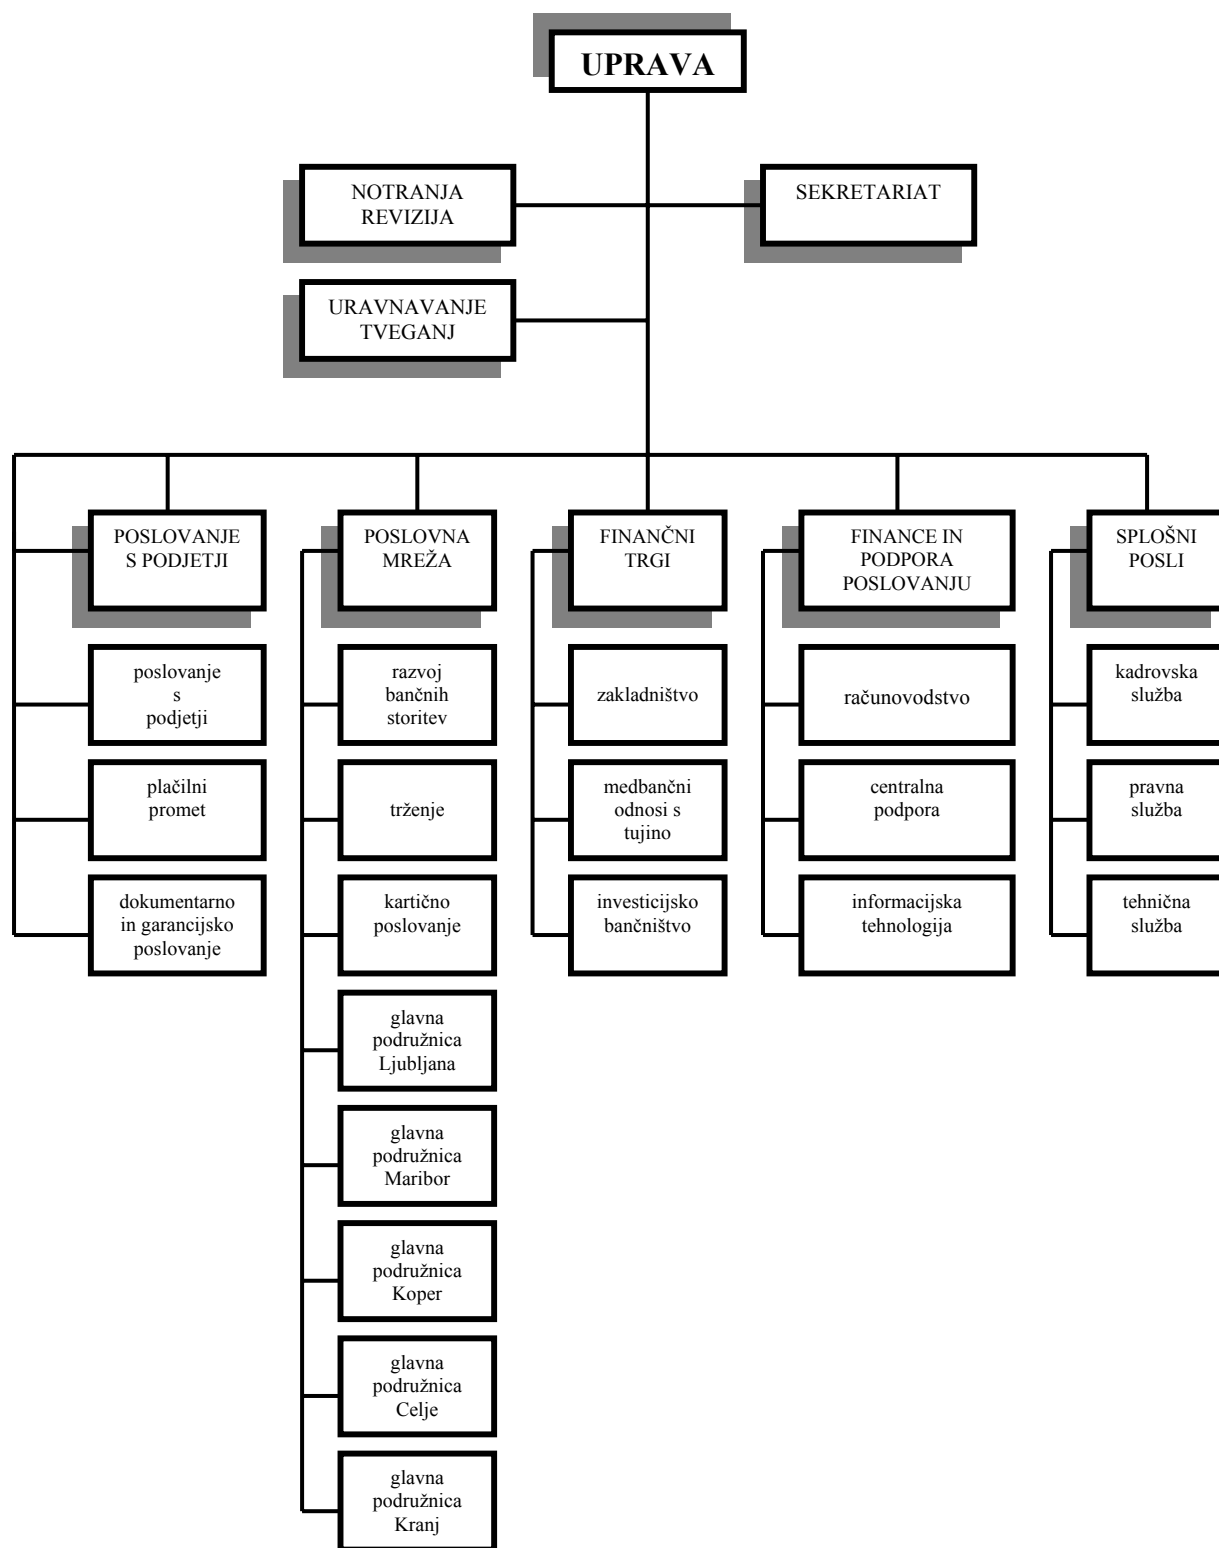 UPRAVA
NOTRANJA
REVIZIJA
SEKRETARIAT
URAVNAVANJE
TVEGANJ
POSLOVANJE
S PODJETJI
POSLOVNA
MREŽA
FINANČNI
TRGI
FINANCE IN
PODPORA
POSLOVANJU
SPLOŠNI
POSLI
poslovanje
s
podjetji
razvoj
bančnih
storitev
zakladništvo
računovodstvo
kadrovska
služba
plačilni
promet
trženje
medbančni
odnosi s
tujino
centralna
podpora
pravna
služba
dokumentarno
in garancijsko
poslovanje
kartično
poslovanje
investicijsko
bančništvo
informacijska
tehnologija
tehnična
služba
glavna
podružnica
Ljubljana
glavna
podružnica
Maribor
glavna
podružnica
Koper
glavna
podružnica
Celje
glavna
podružnica
Kranj